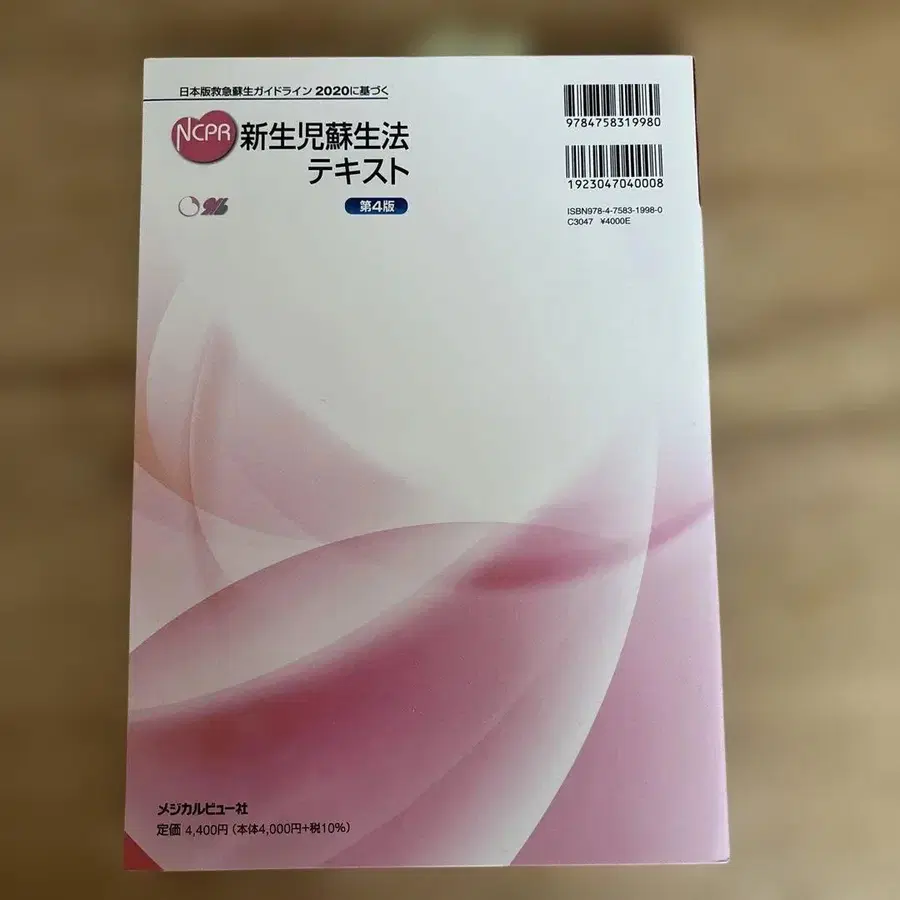 日本版救急蘇生ガイドライン 2020に基づく
NCPR
新生児蘇生法
テキスト
第4版
9784758319980
1923047040008
ISBN978-4-7583-1998-0
C3047 ¥4000E
メジカルビュー社
定価 4,400円（本体4,000円+税10%）